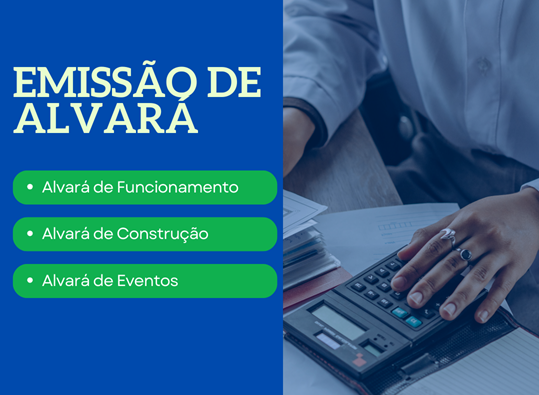 EMISSÃO DE
ALVARÁ
• Alvará de Funcionamento
• Alvará de Construção
• Alvará de Eventos